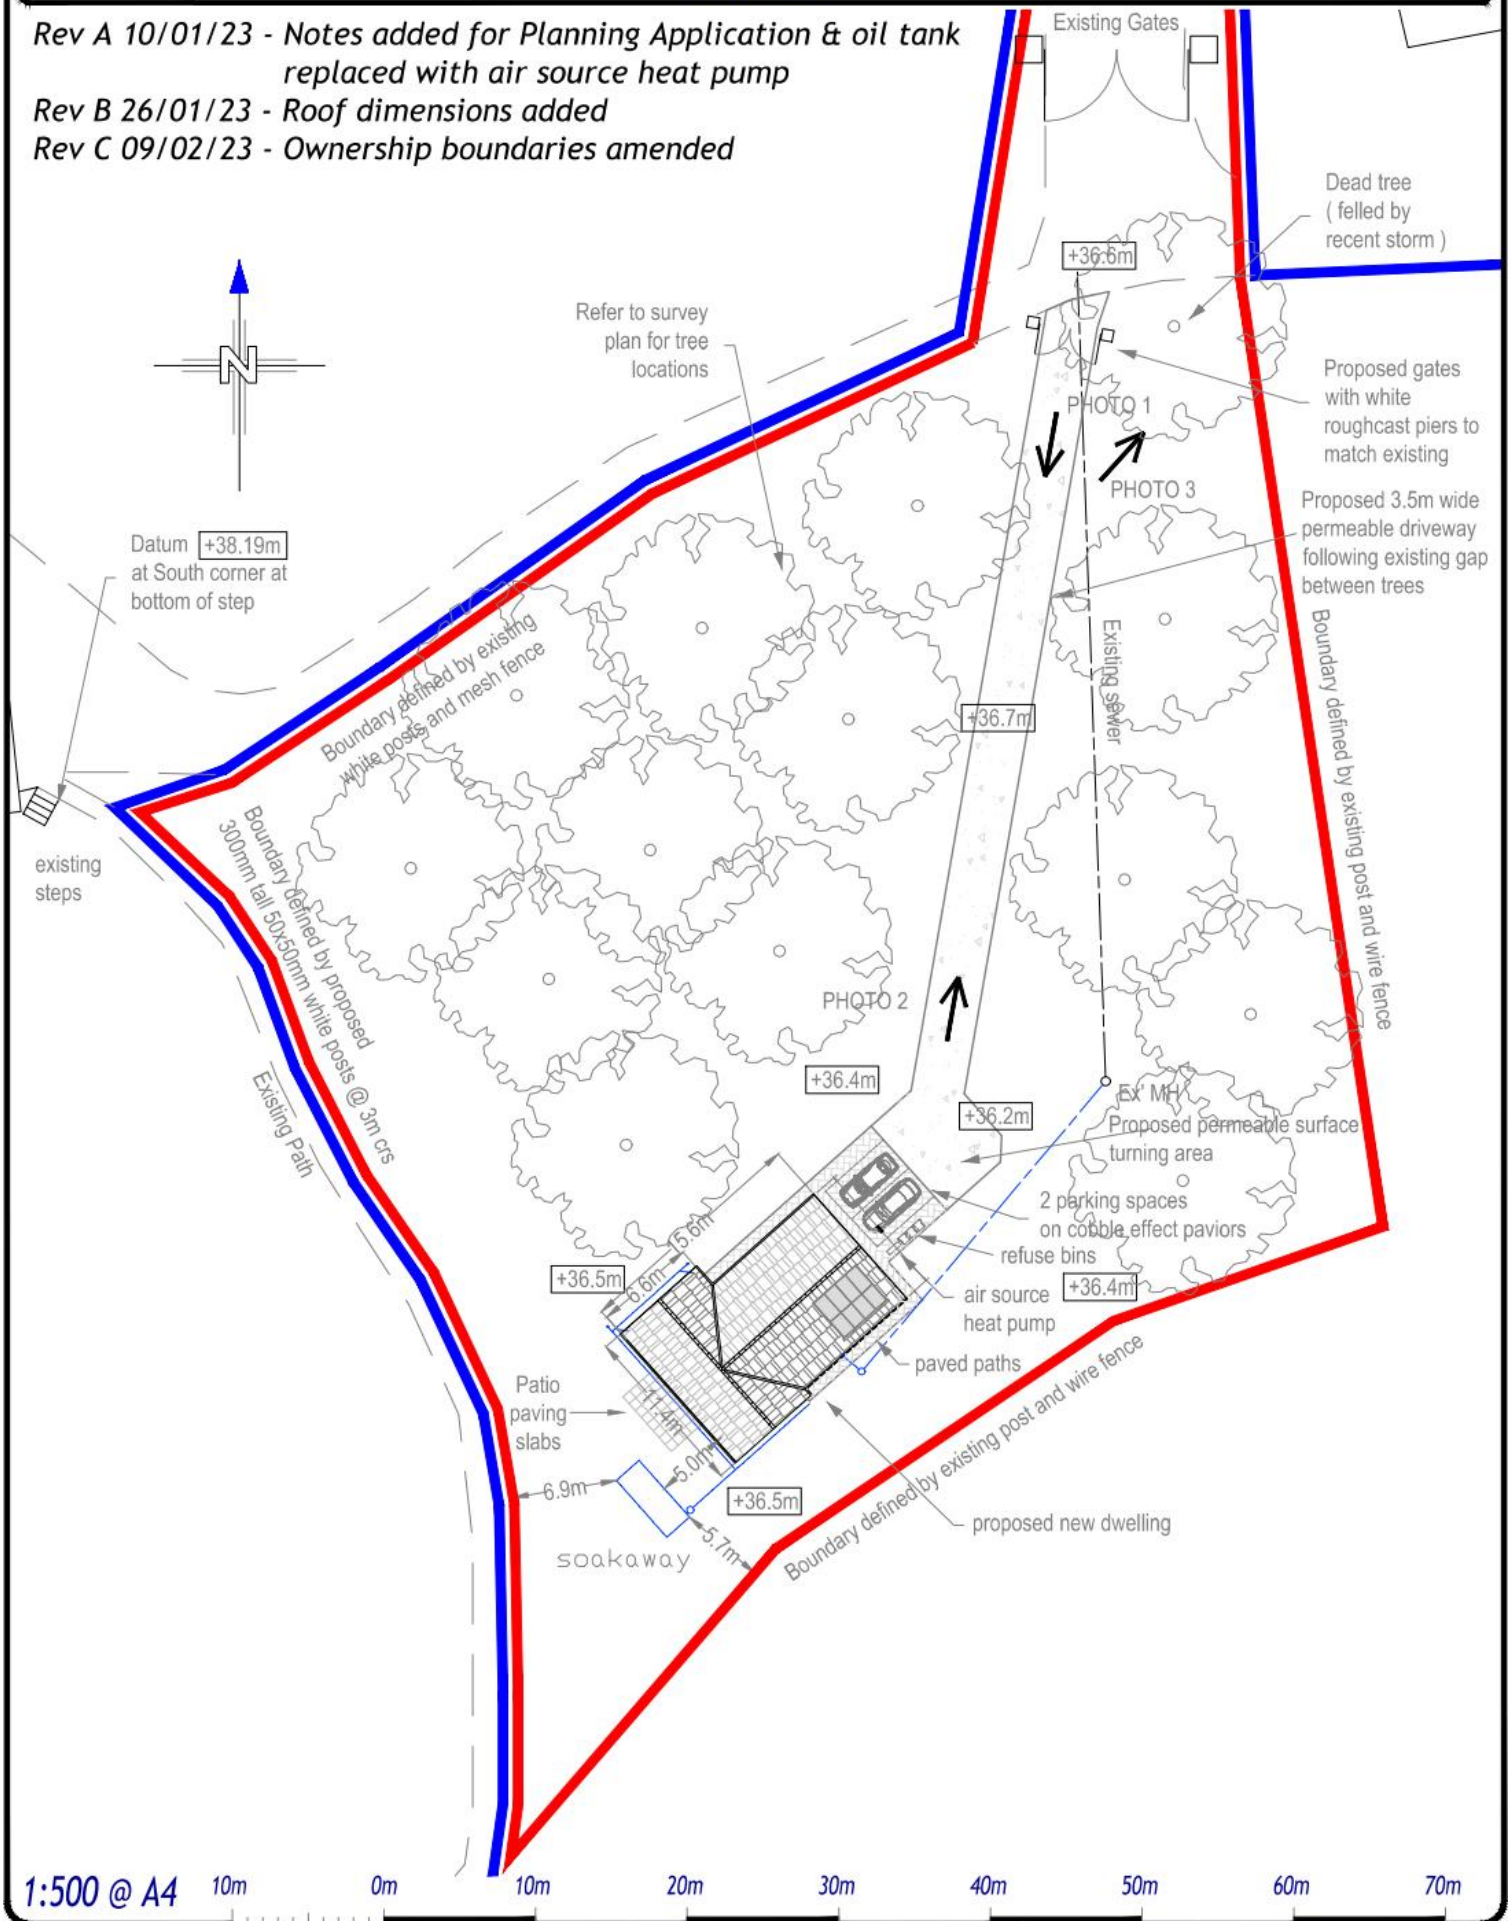 Rev A 10/01/23 - Notes added for Planning Application & oil tank
replaced with air source heat pump
Rev B 26/01/23 - Roof dimensions added
Rev C 09/02/23 - Ownership boundaries amended
Existing Gates
Dead tree
( felled by
recent storm )
+36.6m
N
Refer to survey
plan for tree
locations
Proposed gates
with white
roughcast piers to
match existing
PHOTO 1
PHOTO 3
Proposed 3.5m wide
permeable driveway
following existing gap
between trees
Datum +38.19m
at South corner at
bottom of step
Boundary defined by existing
white posts and mesh fence
Existing sewer
+36.7m
Boundary defined by existing post and wire fence
existing
steps
Boundary defined by proposed
300mm tall 50x50mm white posts @ 3m crs
Existing Path
PHOTO 2
+36.4m
Ex' MH
+36.2m
Proposed permeable surface
turning area
2 parking spaces
on cobble effect paviors
refuse bins
air source
heat pump
+36.4m
+36.5m
5.6m
6.6m
paved paths
Patio
paving
slabs
11.4m
5.0m
6.9m
+36.5m
5.7m
soakaway
proposed new dwelling
Boundary defined by existing post and wire fence
1:500 @ A4
10m 0m 10m 20m 30m 40m 50m 60m 70m